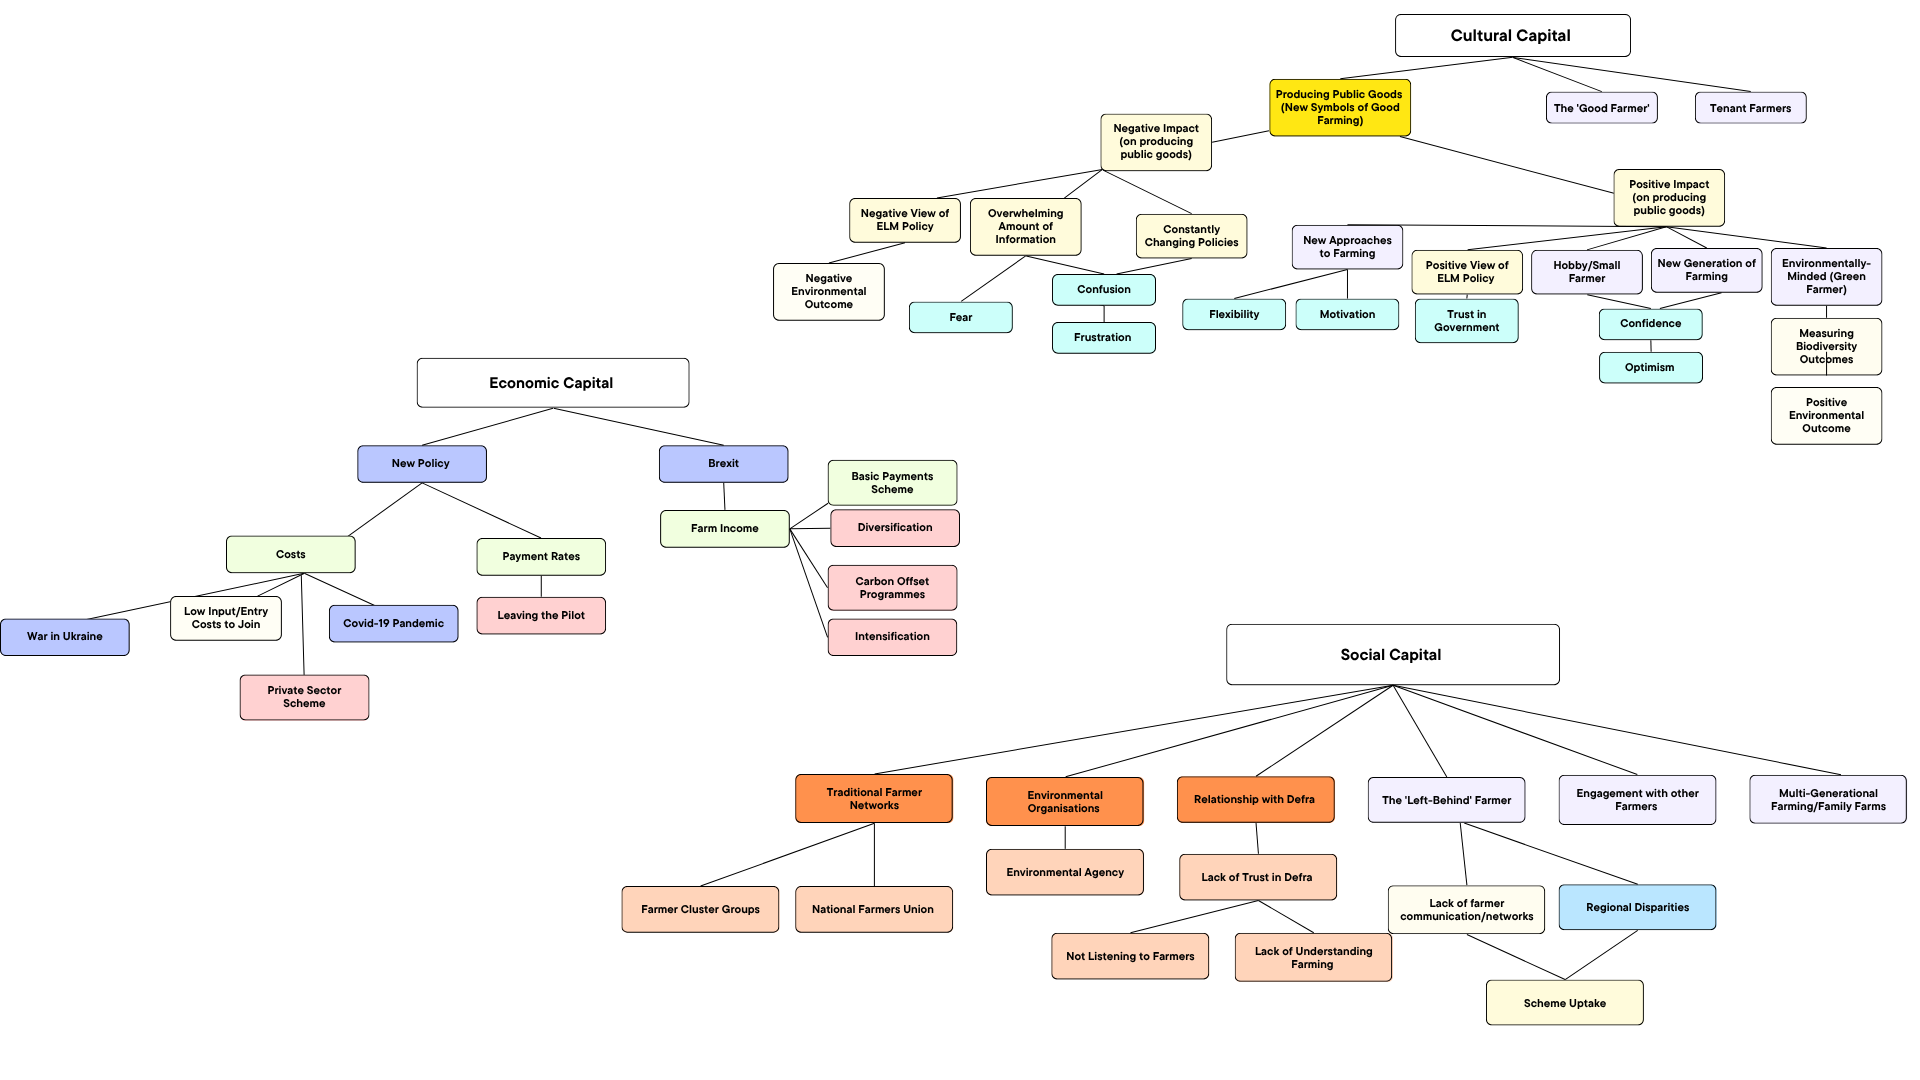 Cultural Capital
Producing Public Goods
(New Symbols of Good
Farming)
The 'Good Farmer'
Tenant Farmers
Negative Impact
(on producing
public goods)
Positive Impact
(on producing
public goods)
Negative View of
ELM Policy
Overwhelming
Amount of
Information
Constantly
Changing Policies
New Approaches
to Farming
Positive View of
ELM Policy
Hobby/Small
Farmer
New Generation of
Farming
Environmentally-
Minded (Green
Farmer)
Negative
Environmental
Outcome
Fear
Confusion
Frustration
Flexibility
Motivation
Trust in
Government
Confidence
Optimism
Measuring
Biodiversity
Outcomes
Positive
Environmental
Outcome
Economic Capital
New Policy
Brexit
Costs
Payment Rates
Farm Income
Basic Payments
Scheme
Diversification
Carbon Offset
Programmes
Intensification
War in Ukraine
Low Input/Entry
Costs to Join
Covid-19 Pandemic
Leaving the Pilot
Private Sector
Scheme
Social Capital
Traditional Farmer
Networks
Environmental
Organisations
Relationship with Defra
The 'Left-Behind' Farmer
Engagement with other
Farmers
Multi-Generational
Farming/Family Farms
Farmer Cluster Groups
National Farmers Union
Environmental Agency
Lack of Trust in Defra
Lack of farmer
communication/networks
Regional Disparities
Not Listening to Farmers
Lack of Understanding
Farming
Scheme Uptake